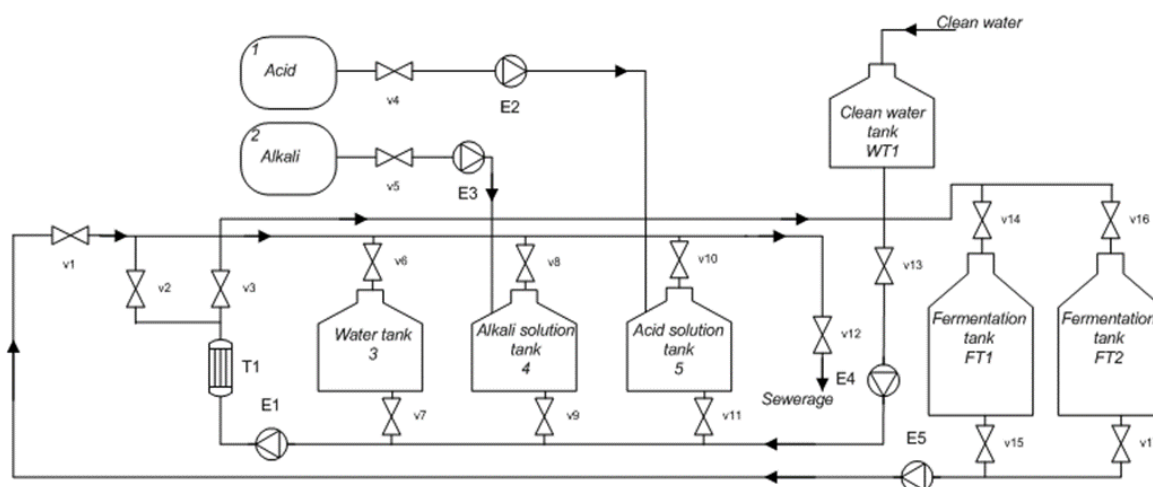 Clean water
1
Acid
v4
E2
2
Alkali
v5
E3
Clean water
tank
WT1
v1
v2
v3
v6
v8
v10
v13
v14
v16
T1
Water tank
3
Alkali solution
tank
4
Acid solution
tank
5
v12
Sewerage
E4
Fermentation
tank
FT1
Fermentation
tank
FT2
E1
v7
v9
v11
E5
v15
v1